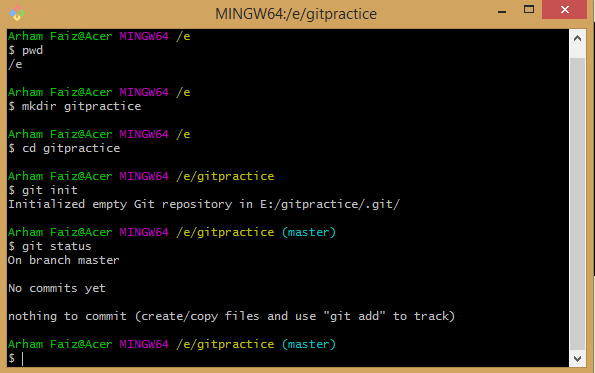 MINGW64:/e/gitpractice
Arham Faiz@Acer MINGW64 /e
$ pwd
/e
Arham Faiz@Acer MINGW64 /e
$ mkdir gitpractice
Arham Faiz@Acer MINGW64 /e
$ cd gitpractice
Arham Faiz@Acer MINGW64 /e/gitpractice
$ git init
Initialized empty Git repository in E:/gitpractice/.git/
Arham Faiz@Acer MINGW64 /e/gitpractice (master)
$ git status
On branch master
No commits yet
nothing to commit (create/copy files and use "git add" to track)
Arham Faiz@Acer MINGW64 /e/gitpractice (master)
$